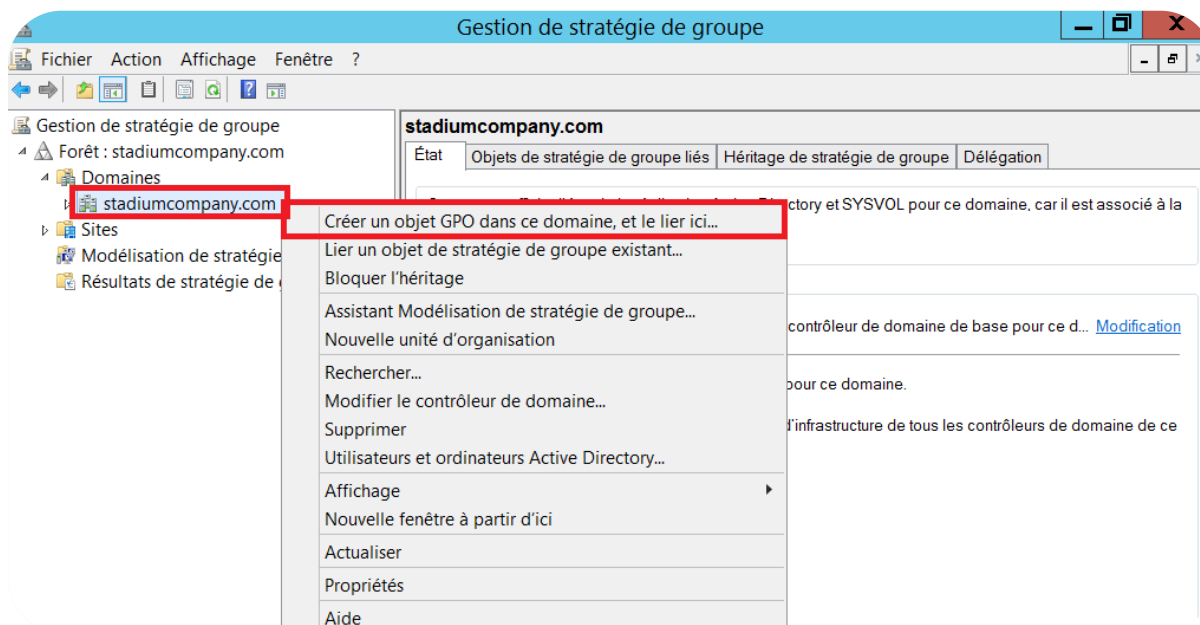 Gestion de stratégie de groupe
Fichier Action Affichage Fenêtre ?
Gestion de stratégie de groupe
Forêt : stadiumcompany.com
Domaines
stadiumcompany.com
Sites
Modélisation de stratégie
Résultats de stratégie de
stadiumcompany.com
État Objets de stratégie de groupe liés Héritage de stratégie de groupe Délégation
ctory et SYSVOL pour ce domaine, car il est associé à la
contrôleur de domaine de base pour ce d... Modification
pour ce domaine.
d'infrastructure de tous les contrôleurs de domaine de ce
Créer un objet GPO dans ce domaine, et le lier ici...
Lier un objet de stratégie de groupe existant...
Bloquer l'héritage
Assistant Modélisation de stratégie de groupe...
Nouvelle unité d'organisation
Rechercher...
Modifier le contrôleur de domaine...
Supprimer
Utilisateurs et ordinateurs Active Directory...
Affichage
Nouvelle fenêtre à partir d'ici
Actualiser
Propriétés
Aide